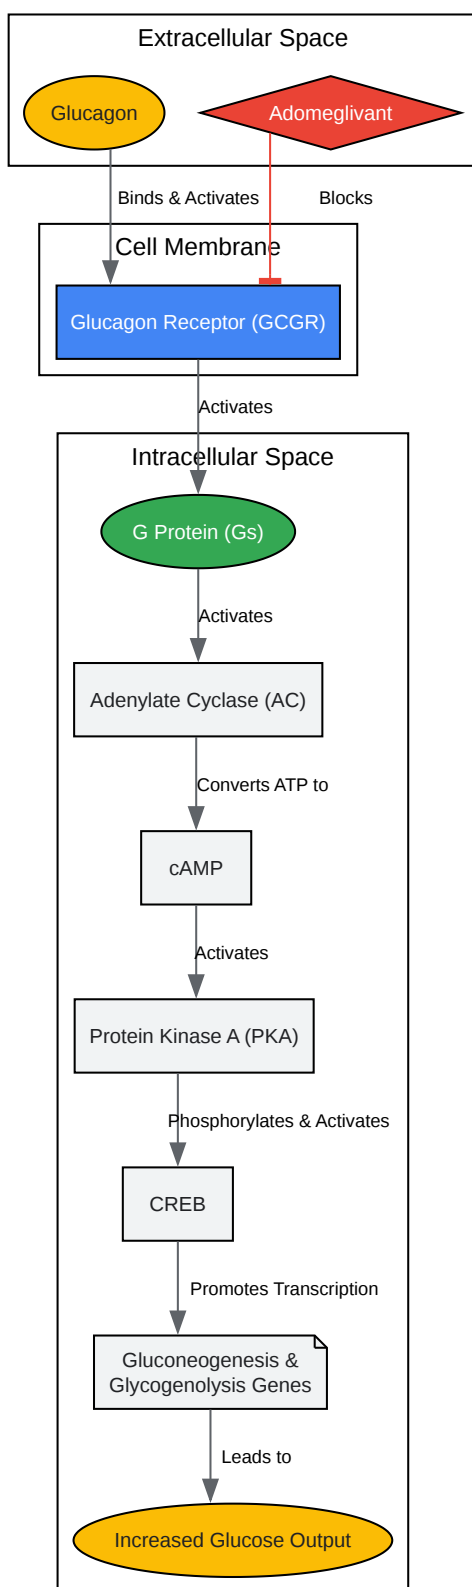 Extracellular Space
Glucagon
Adomeglivant
Binds & Activates
Blocks
Cell Membrane
Glucagon Receptor (GCGR)
Activates
Intracellular Space
G Protein (Gs)
Activates
Adenylate Cyclase (AC)
Converts ATP to
cAMP
Activates
Protein Kinase A (PKA)
Phosphorylates & Activates
CREB
Promotes Transcription
Gluconeogenesis &
Glycogenolysis Genes
Leads to
Increased Glucose Output